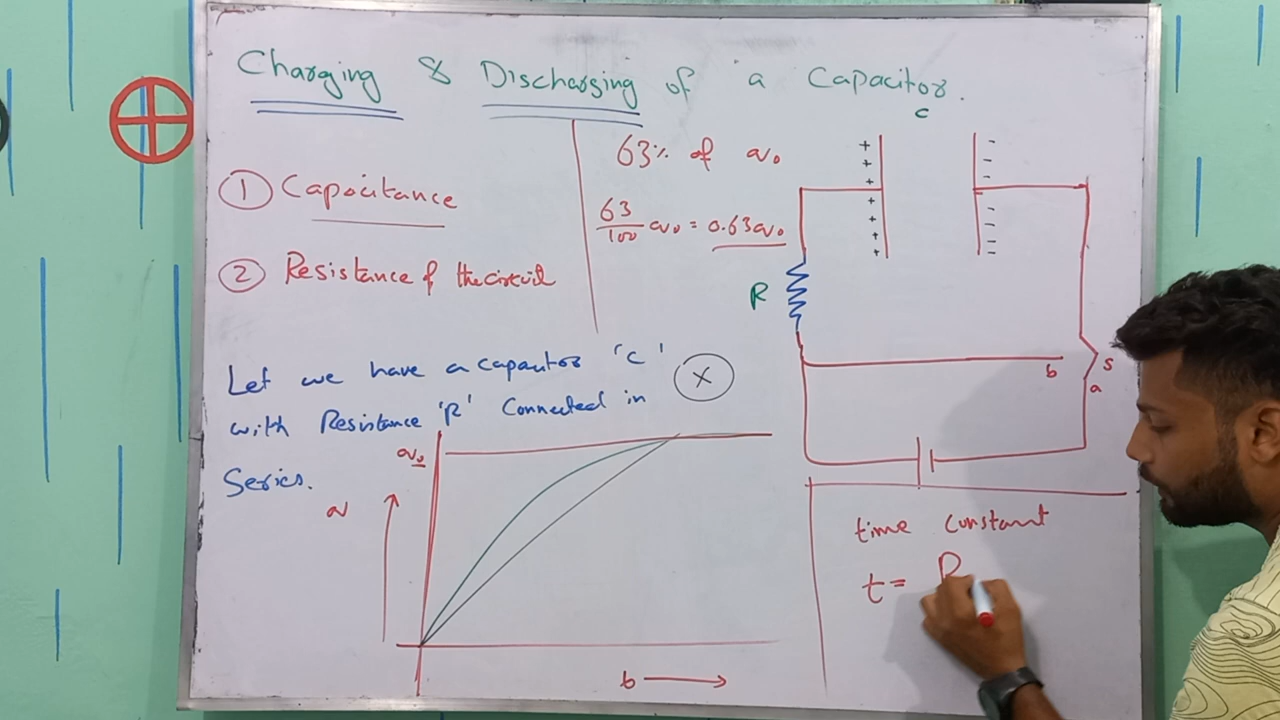 Charging & Discharging of a Capacitor.
① Capacitance
② Resistance of the circuit
63% of q₀
63/100 q₀ = 0.63q₀
Let we have a capacitor 'c'
with Resistance 'R' Connected in
Series.
X
q₀
q
t
C
+ + + + + + +
- - - - - - -
R
b
S
a
time constant
t = R